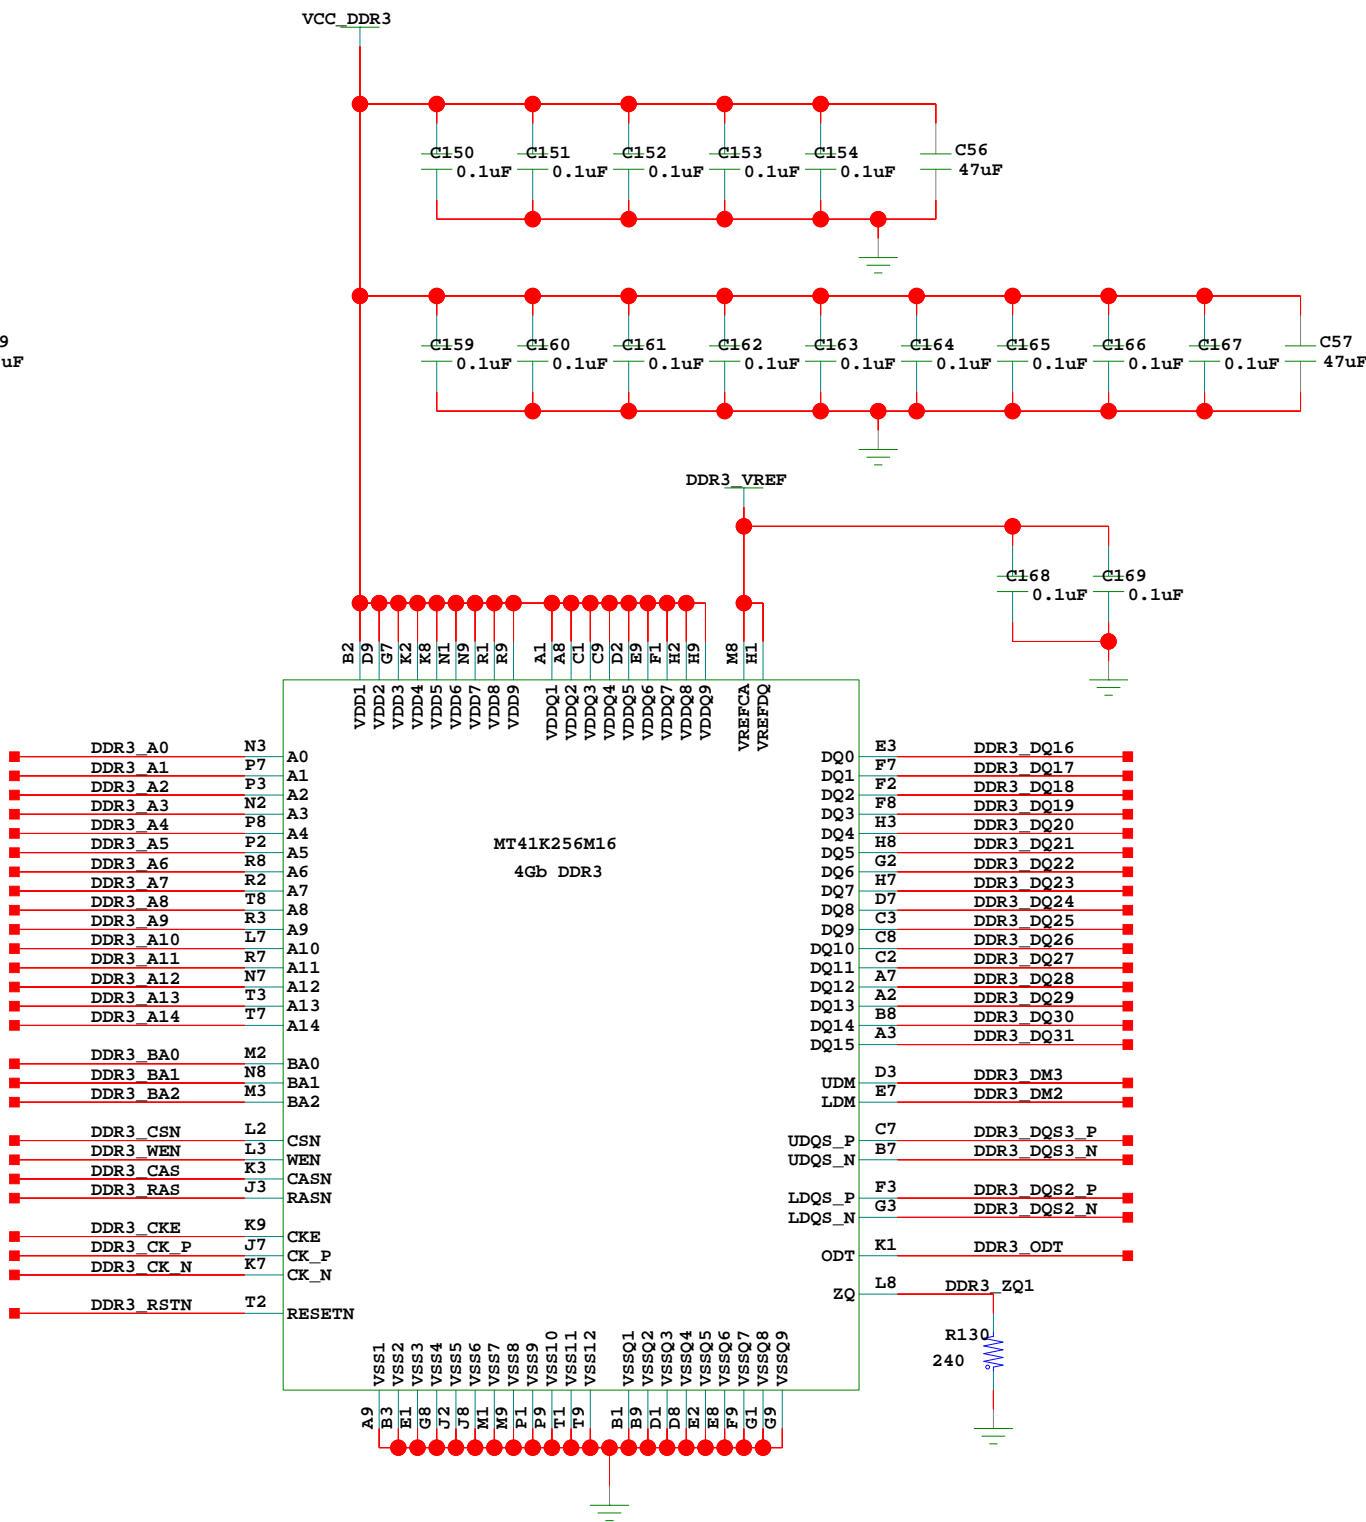 VCC_DDR3
C150 C151 C152 C153 C154 C56
0.1uF 0.1uF 0.1uF 0.1uF 0.1uF 47uF
9 C159 C160 C161 C162 C163 C164 C165 C166 C167 C57
uF 0.1uF 0.1uF 0.1uF 0.1uF 0.1uF 0.1uF 0.1uF 0.1uF 0.1uF 47uF
DDR3_VREF
C168 C169
0.1uF 0.1uF
B2 D9 G7 K2 K8 N1 N9 R1 R9 A1 A8 C1 C9 D2 E9 F1 H2 H9 M8 H1
VDD1 VDD2 VDD3 VDD4 VDD5 VDD6 VDD7 VDD8 VDD9 VDDQ1 VDDQ2 VDDQ3 VDDQ4 VDDQ5 VDDQ6 VDDQ7 VDDQ8 VDDQ9 VREFCA VREFDQ
DDR3_A0 N3 A0 DQ0 E3 DDR3_DQ16
DDR3_A1 P7 A1 DQ1 F7 DDR3_DQ17
DDR3_A2 P3 A2 DQ2 F2 DDR3_DQ18
DDR3_A3 N2 A3 DQ3 F8 DDR3_DQ19
DDR3_A4 P8 A4 DQ4 H3 DDR3_DQ20
MT41K256M16
DDR3_A5 P2 A5 DQ5 H8 DDR3_DQ21
4Gb DDR3
DDR3_A6 R8 A6 DQ6 G2 DDR3_DQ22
DDR3_A7 R2 A7 DQ7 H7 DDR3_DQ23
DDR3_A8 T8 A8 DQ8 D7 DDR3_DQ24
DDR3_A9 R3 A9 DQ9 C3 DDR3_DQ25
DDR3_A10 L7 A10 DQ10 C8 DDR3_DQ26
DDR3_A11 R7 A11 DQ11 C2 DDR3_DQ27
DDR3_A12 N7 A12 DQ12 A7 DDR3_DQ28
DDR3_A13 T3 A13 DQ13 A2 DDR3_DQ29
DDR3_A14 T7 A14 DQ14 B8 DDR3_DQ30
DQ15 A3 DDR3_DQ31
DDR3_BA0 M2 BA0
DDR3_BA1 N8 BA1 UDM D3 DDR3_DM3
DDR3_BA2 M3 BA2 LDM E7 DDR3_DM2
DDR3_CSN L2 CSN UDQS_P C7 DDR3_DQS3_P
DDR3_WEN L3 WEN UDQS_N B7 DDR3_DQS3_N
DDR3_CAS K3 CASN
DDR3_RAS J3 RASN LDQS_P F3 DDR3_DQS2_P
LDQS_N G3 DDR3_DQS2_N
DDR3_CKE K9 CKE
DDR3_CK_P J7 CK_P ODT K1 DDR3_ODT
DDR3_CK_N K7 CK_N
ZQ L8 DDR3_ZQ1
DDR3_RSTN T2 RESETN
R130
240
VSS1 VSS2 VSS3 VSS4 VSS5 VSS6 VSS7 VSS8 VSS9 VSS10 VSS11 VSS12 VSSQ1 VSSQ2 VSSQ3 VSSQ4 VSSQ5 VSSQ6 VSSQ7 VSSQ8 VSSQ9
A9 B3 E1 G8 J2 J8 M1 M9 P1 P9 T1 T9 B1 B9 D1 D8 E2 E8 F9 G1 G9